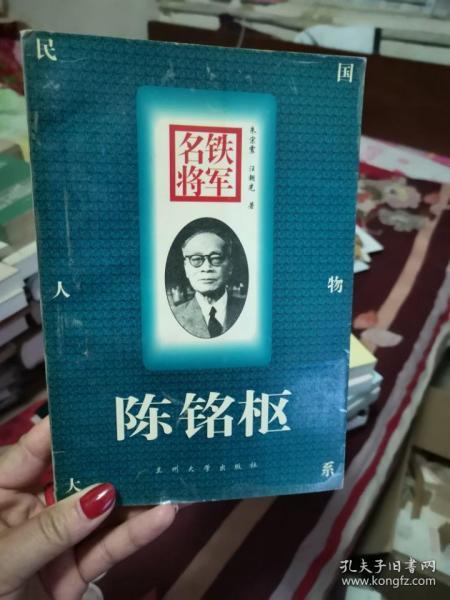 民国人物大系
朱宗震 汪朝光 著
铁军
名将
陈铭枢
兰州大学出版社
孔夫子旧书网
www.kongfz.com